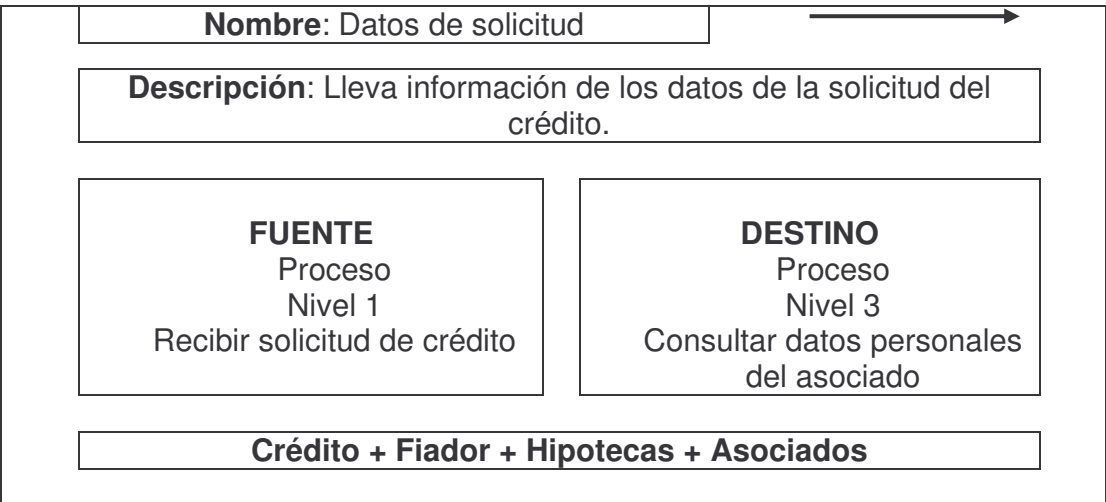 Nombre: Datos de solicitud
Descripción: Lleva información de los datos de la solicitud del
crédito.
FUENTE
Proceso
Nivel 1
Recibir solicitud de crédito
DESTINO
Proceso
Nivel 3
Consultar datos personales
del asociado
Crédito + Fiador + Hipotecas + Asociados